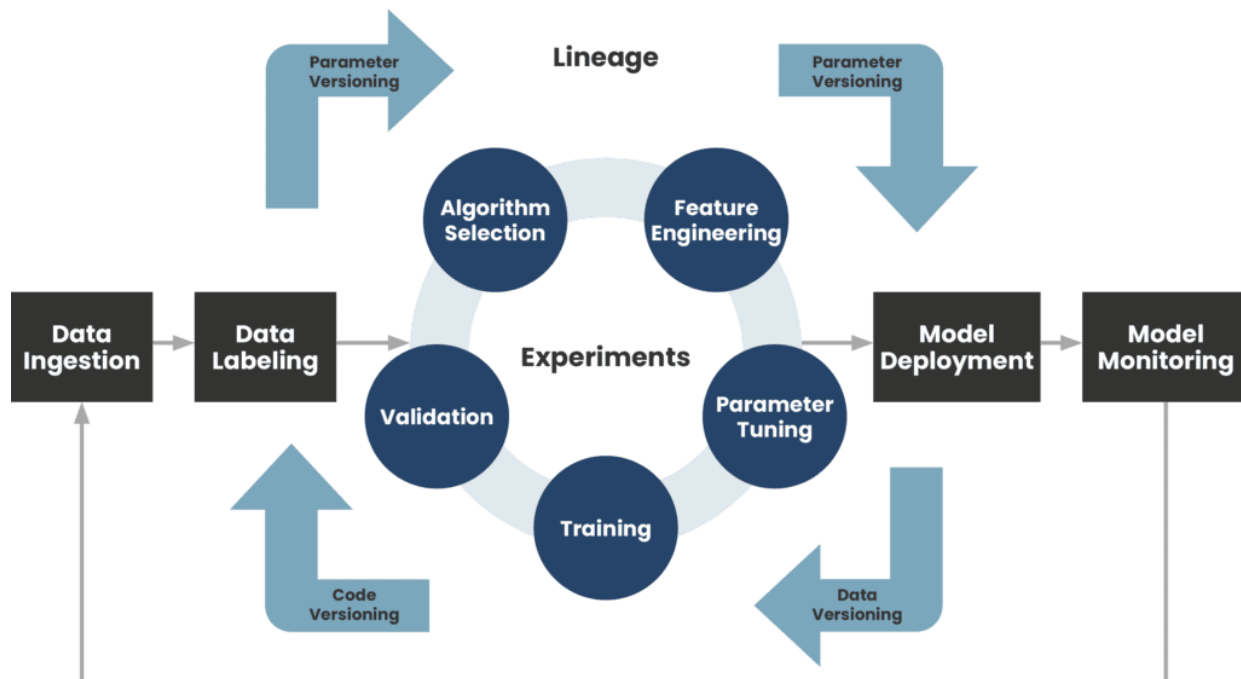 Lineage
Parameter
Versioning
Parameter
Versioning
Algorithm
Selection
Feature
Engineering
Data
Ingestion
Data
Labeling
Experiments
Model
Deployment
Model
Monitoring
Validation
Parameter
Tuning
Training
Code
Versioning
Data
Versioning